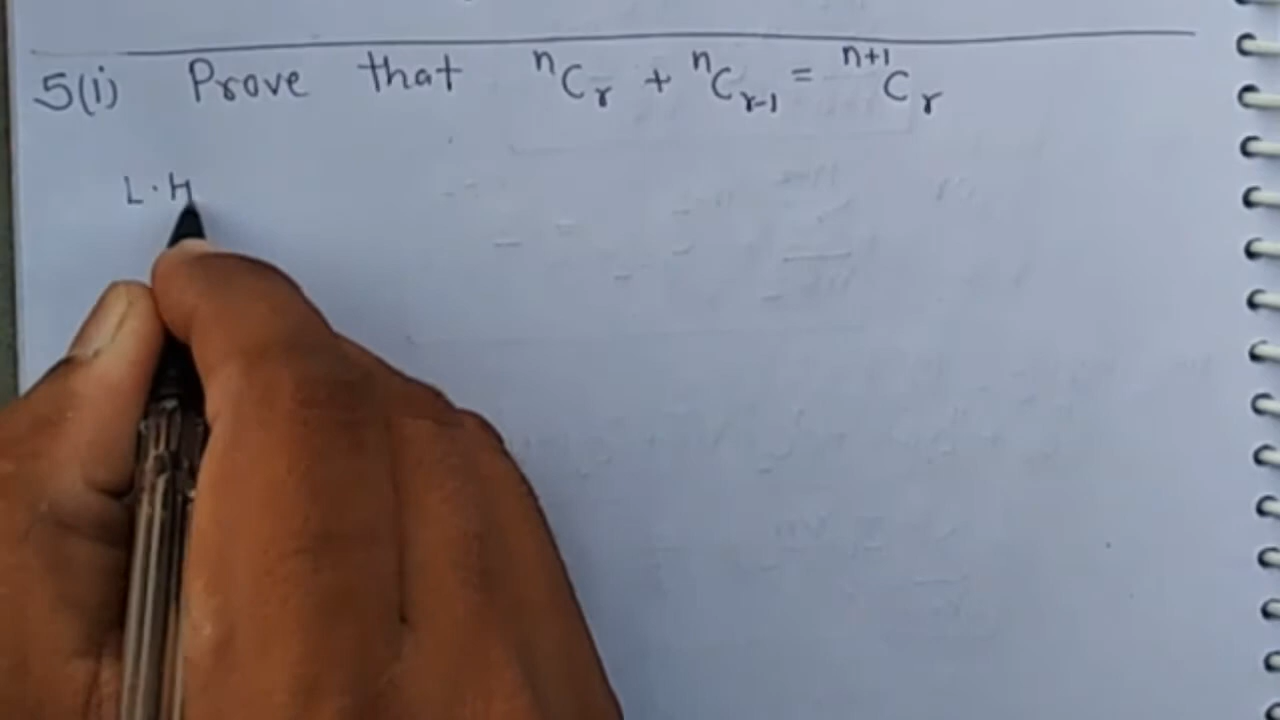 5(i) Prove that ⁿCᵣ + ⁿCᵣ₋₁ = ⁿ⁺¹Cᵣ
L.H